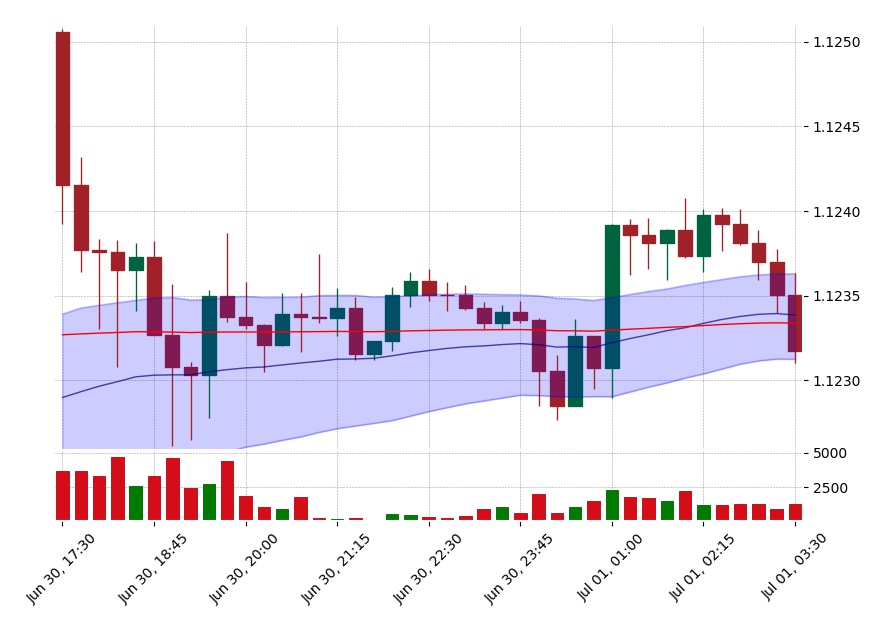 1.1250
1.1245
1.1240
1.1235
1.1230
5000
2500
Jun 30, 17:30
Jun 30, 18:45
Jun 30, 20:00
Jun 30, 21:15
Jun 30, 22:30
Jun 30, 23:45
Jul 01, 01:00
Jul 01, 02:15
Jul 01, 03:30